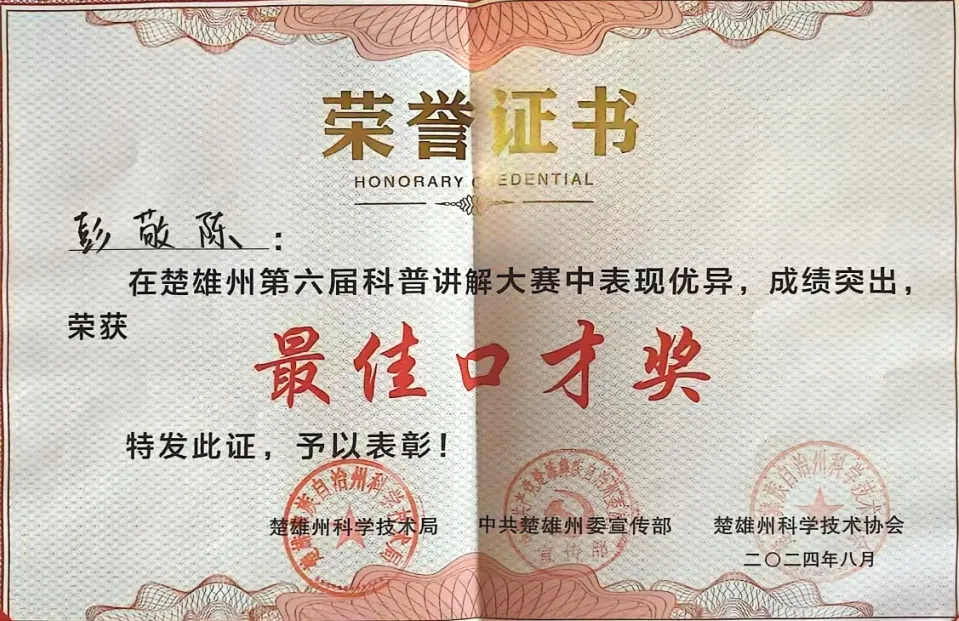 荣誉证书
HONORARY CREDENTIAL
彭敬陈:
在楚雄州第六届科普讲解大赛中表现优异，成绩突出，
荣获
最佳口才奖
特发此证，予以表彰！
楚雄州科学技术局 中共楚雄州委宣传部 楚雄州科学技术协会
二〇二四年八月